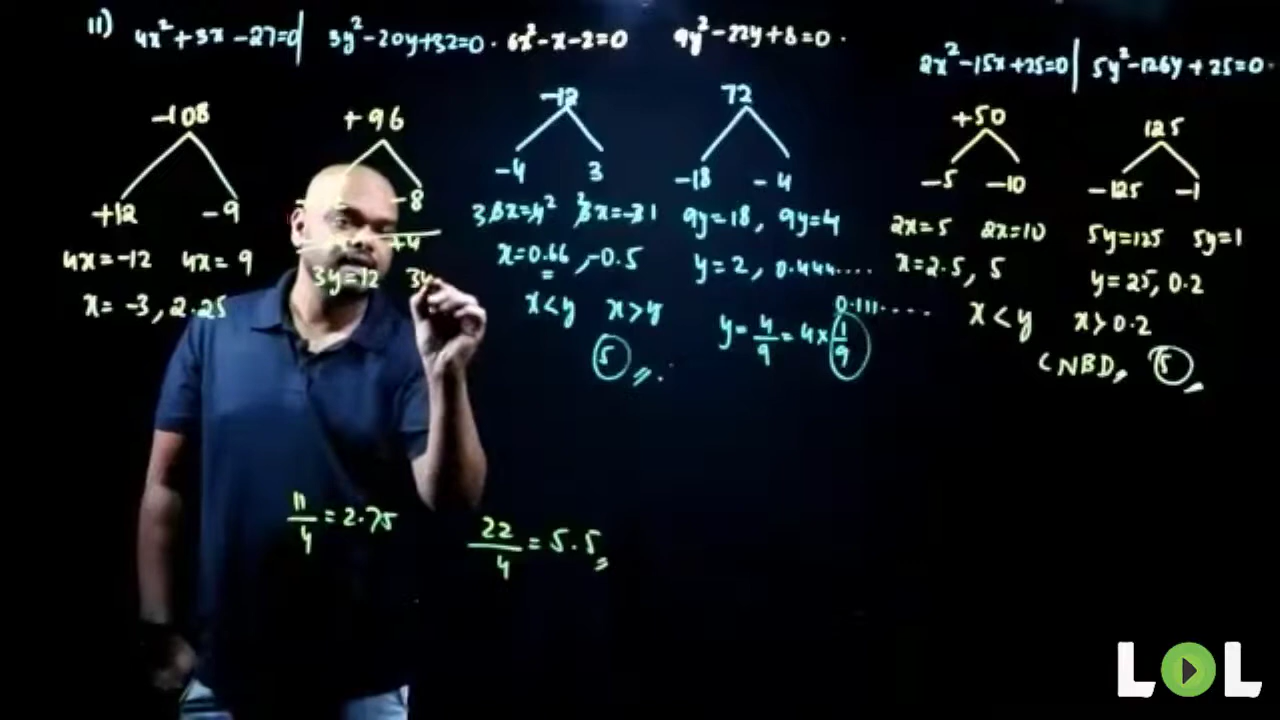 11) 4x²+3x-27=0 | 3y²-20y+32=0 . 6x²-x-2=0 9y²-22y+8=0 .
2x²-15x+25=0 | 5y²-126y+25=0 .
-108 +96 -12 72 +50 125
+12 -9 -8 -4 3 -18 -4 -5 -10 -125 -1
4x=-12 4x=9 +4 9y=18, 9y=4 2x=5 2x=10 5y=125 5y=1
x=-3, 2.25 3y=12 3y x=0.66, -0.5 y=2, 0.444.... x=2.5, 5 y=25, 0.2
x<y x>y y=4/9=4×1/9 0.111.... x<y x>0.2
5 CNBD, 5
11/4=2.75 22/4=5.5
LOL